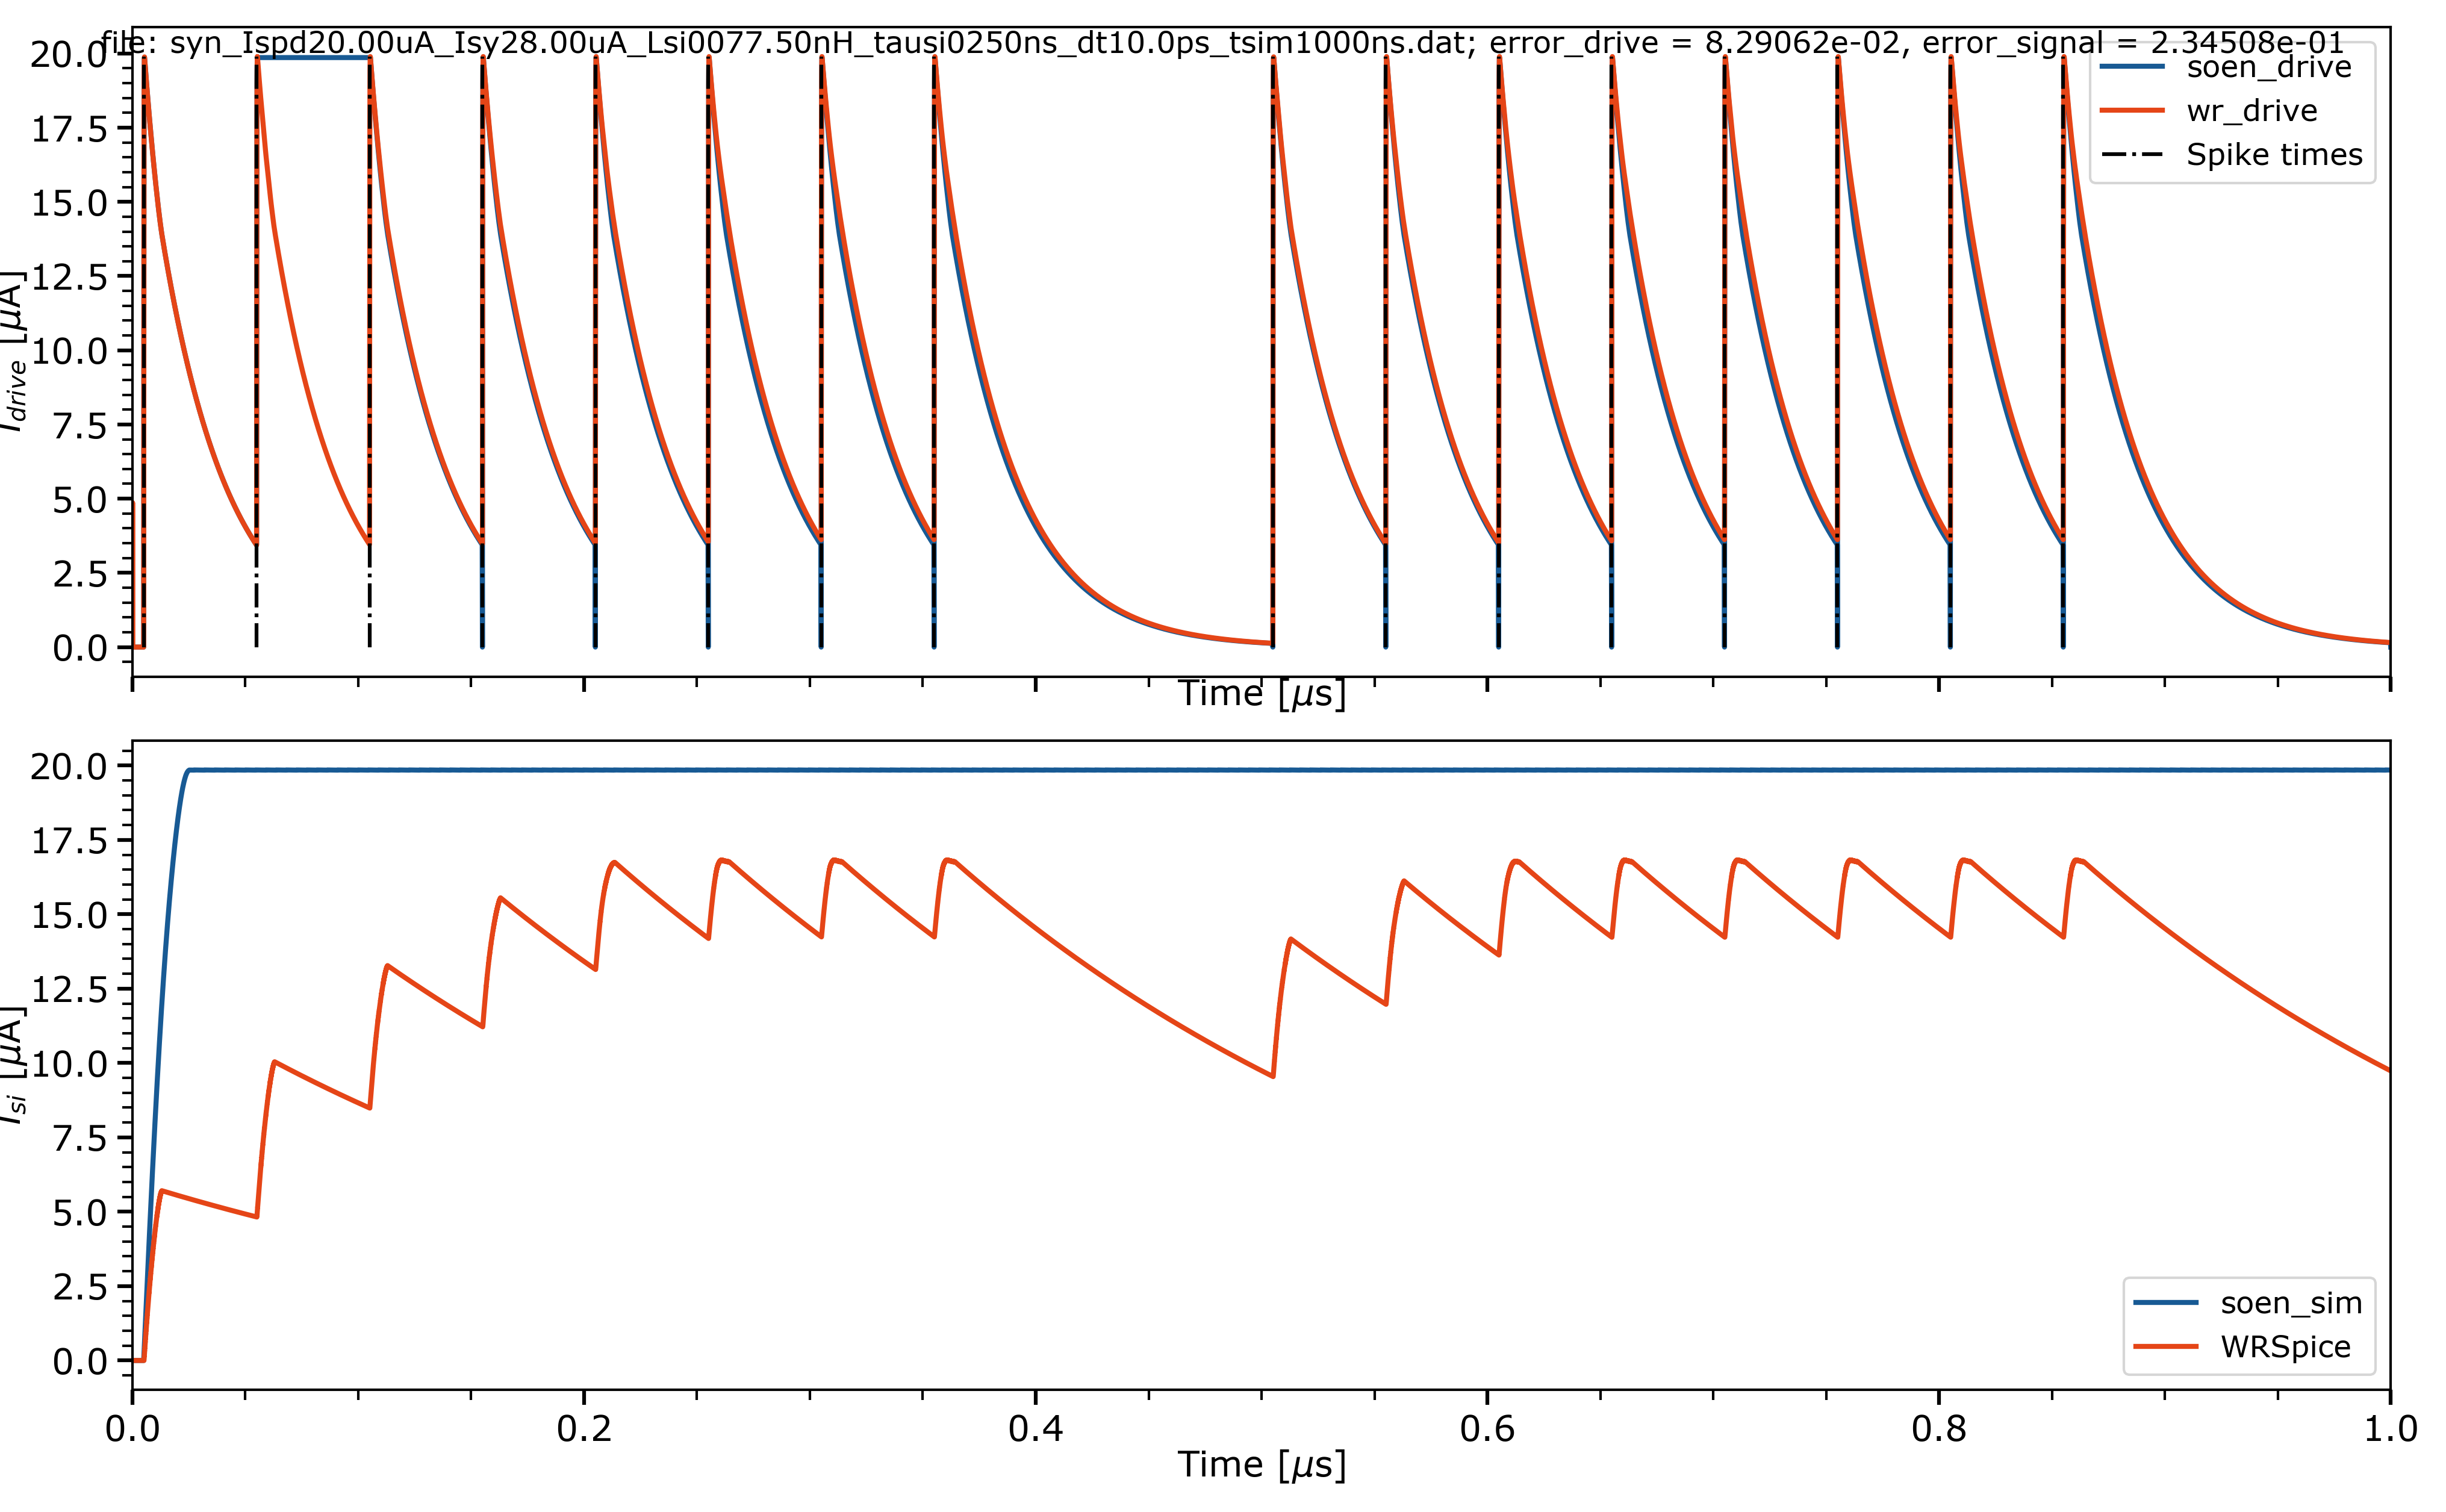 file: syn_Ispd20.00uA_Isy28.00uA_Lsi0077.50nH_tausi0250ns_dt10.0ps_tsim1000ns.dat; error_drive = 8.29062e-02, error_signal = 2.34508e-01
20.0
17.5
15.0
12.5
10.0
7.5
5.0
2.5
0.0
I_drive [μA]
soen_drive
wr_drive
Spike times
Time [μs]
20.0
17.5
15.0
12.5
10.0
7.5
5.0
2.5
0.0
I_si [μA]
soen_sim
WRSpice
0.0 0.2 0.4 0.6 0.8 1.0
Time [μs]